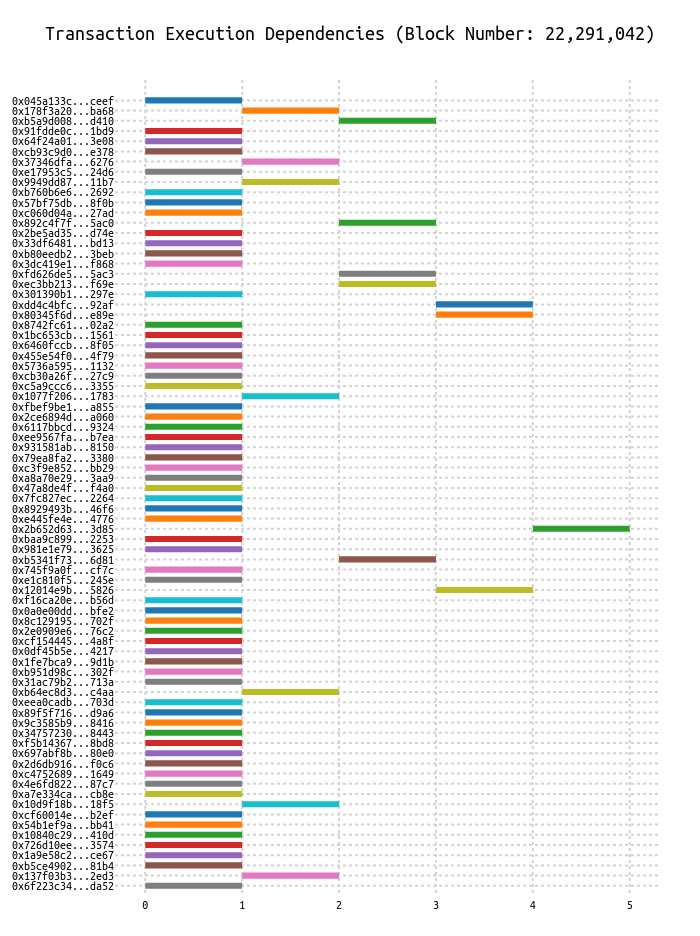 Transaction Execution Dependencies (Block Number: 22,291,042)
0x045a133c...ceef
0x178f3a20...ba68
0xb5a9d008...d410
0x91fdde0c...1bd9
0x64f24a01...3e08
0xcb93c9d0...e378
0x37346dfa...6276
0xe17953c5...24d6
0x9949dd87...11b7
0xb760b6e6...2692
0x57bf75db...8f0b
0xc060d04a...27ad
0x892c4f7f...5ac0
0x2be5ad35...d74e
0x33df6481...bd13
0xb80eedb2...3beb
0x3dc419e1...f868
0xfd626de5...5ac3
0xec3bb213...f69e
0x301390b1...297e
0xdd4c4bfc...92af
0x80345f6d...e89e
0x8742fc61...02a2
0x1bc653cb...1561
0x6460fccb...8f05
0x455e54f0...4f79
0x5736a595...1132
0xcb30a26f...27c9
0xc5a9ccc6...3355
0x1077f206...1783
0xfbef9be1...a855
0x2ce6894d...a060
0x6117bbcd...9324
0xee9567fa...b7ea
0x931581ab...8150
0x79ea8fa2...3380
0xc3f9e852...bb29
0xa8a70e29...3aa9
0x47a8de4f...f4a0
0x7fc827ec...2264
0x8929493b...46f6
0xe445fe4e...4776
0x2b652d63...3d85
0xbaa9c899...2253
0x981e1e79...3625
0xb5341f73...6d81
0x745f9a0f...cf7c
0xe1c810f5...245e
0x12014e9b...5826
0xf16ca20e...b56d
0x0a0e00dd...bfe2
0x8c129195...702f
0x2e0909e6...76c2
0xcf154445...4a8f
0x0df45b5e...4217
0x1fe7bca9...9d1b
0xb951d98c...302f
0x31ac79b2...713a
0xb64ec8d3...c4aa
0xeea0cadb...703d
0x89f5f716...d9a6
0x9c3585b9...8416
0x34757230...8443
0xf5b14367...8bd8
0x697abf8b...80e0
0x2d6db916...f0c6
0xc4752689...1649
0x4e6fd822...87c7
0xa7e334ca...cb8e
0x10d9f18b...18f5
0xcf60014e...b2ef
0x54b1ef9a...bb41
0x10840c29...410d
0x726d10ee...3574
0x1a9e58c2...ce67
0xb5ce4902...81b4
0x137f03b3...2ed3
0x6f223c34...da52
0 1 2 3 4 5